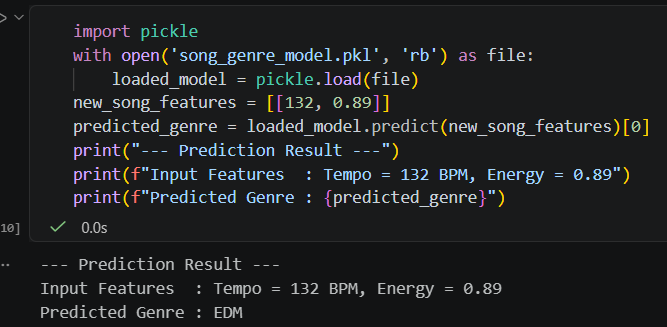 import pickle
with open('song_genre_model.pkl', 'rb') as file:
    loaded_model = pickle.load(file)
new_song_features = [[132, 0.89]]
predicted_genre = loaded_model.predict(new_song_features)[0]
print("--- Prediction Result ---")
print(f"Input Features  : Tempo = 132 BPM, Energy = 0.89")
print(f"Predicted Genre : {predicted_genre}")
10] 0.0s
--- Prediction Result ---
Input Features  : Tempo = 132 BPM, Energy = 0.89
Predicted Genre : EDM